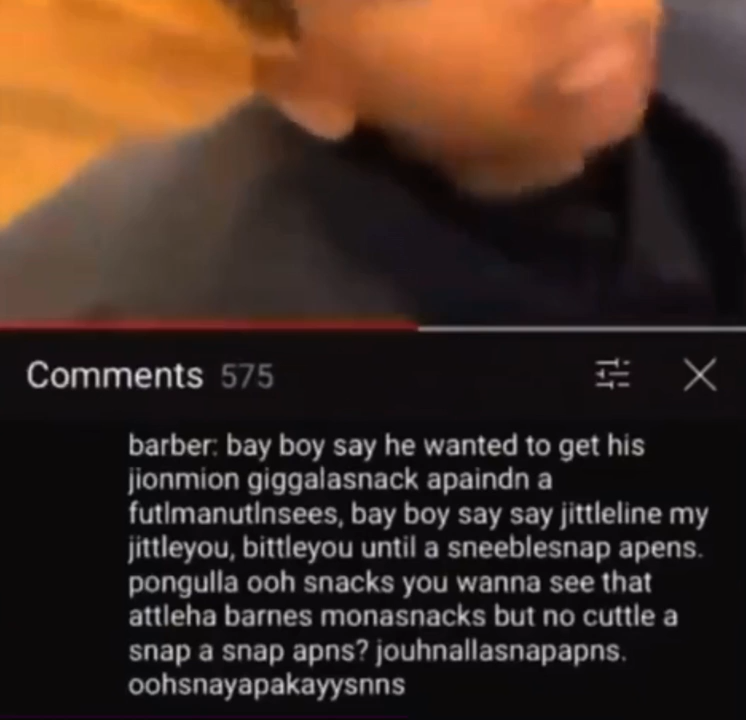 Comments 575
barber: bay boy say he wanted to get his
jionmion giggalasnack apaindn a
futlmanutlnsees, bay boy say say jittleline my
jittleyou, bittleyou until a sneeblesnap apens.
pongulla ooh snacks you wanna see that
attleha barnes monasnacks but no cuttle a
snap a snap apns? jouhnallasnapapns.
oohsnayapakayysnns